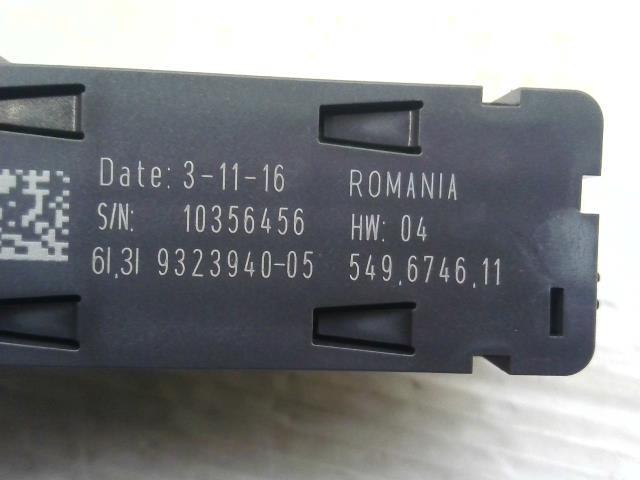 Date: 3-11-16 ROMANIA
S/N: 10356456 HW: 04
61.31 9323940-05 549.6746.11